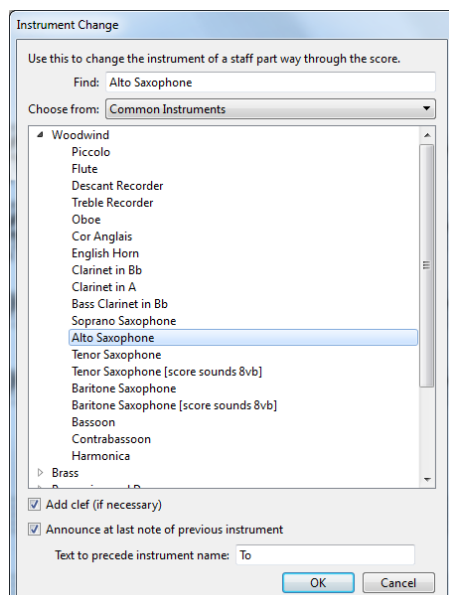 Instrument Change
Use this to change the instrument of a staff part way through the score.
Find: Alto Saxophone
Choose from: Common Instruments
Woodwind
Piccolo
Flute
Descant Recorder
Treble Recorder
Oboe
Cor Anglais
English Horn
Clarinet in Bb
Clarinet in A
Bass Clarinet in Bb
Soprano Saxophone
Alto Saxophone
Tenor Saxophone
Tenor Saxophone [score sounds 8vb]
Baritone Saxophone
Baritone Saxophone [score sounds 8vb]
Bassoon
Contrabassoon
Harmonica
Brass
Add clef (if necessary)
Announce at last note of previous instrument
Text to precede instrument name: To
OK Cancel